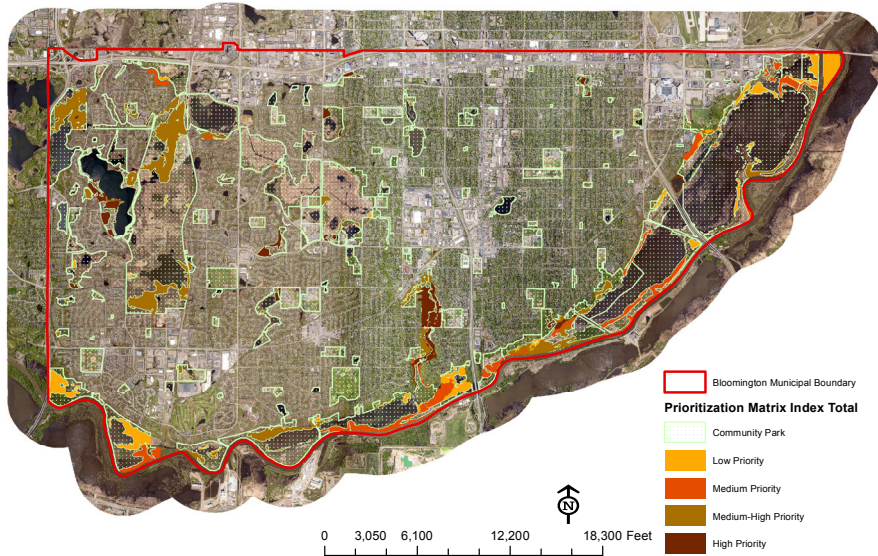 Bloomington Municipal Boundary
Prioritization Matrix Index Total
Community Park
Low Priority
Medium Priority
Medium-High Priority
High Priority
N
0 3,050 6,100 12,200 18,300 Feet